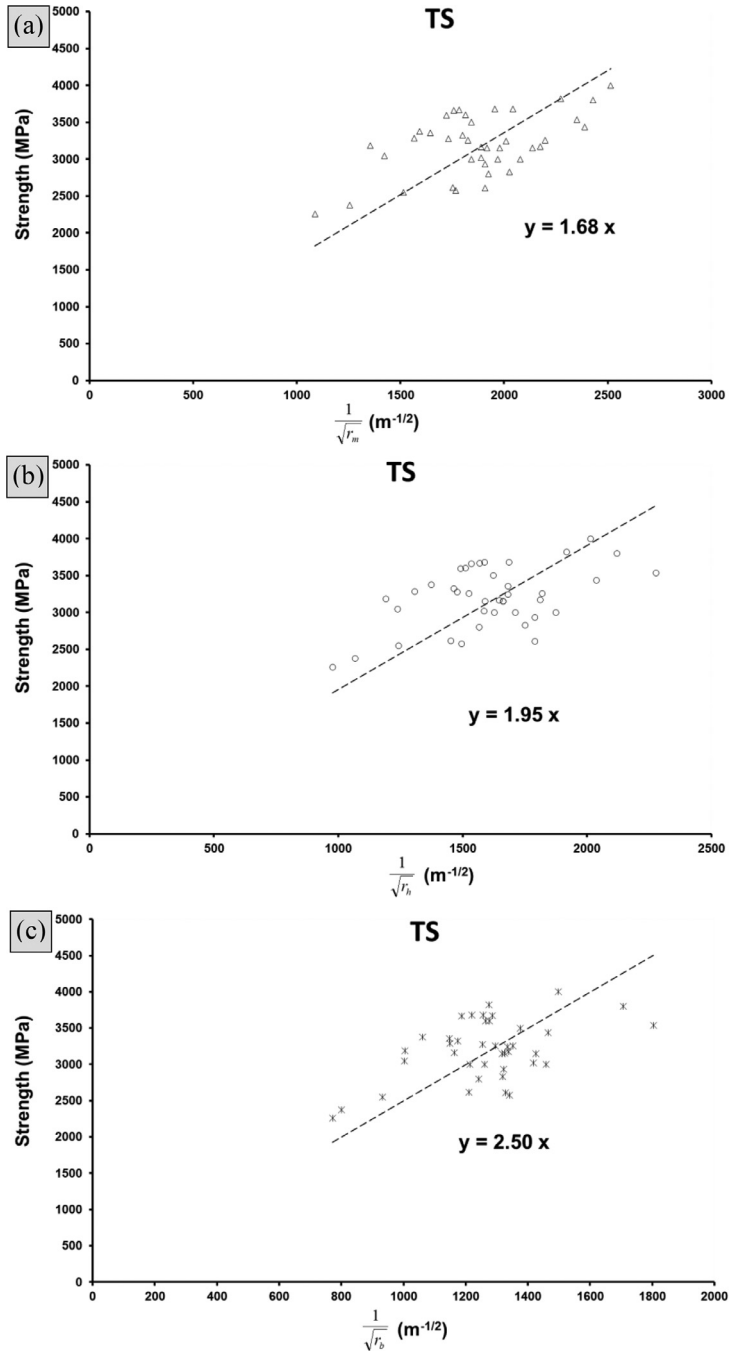 (a)
TS
5000
4500
4000
3500
3000
2500
2000
1500
1000
500
0
Strength (MPa)
y = 1.68 x
0 500 1000 1500 2000 2500 3000
1/√r_m (m-1/2)
(b)
TS
5000
4500
4000
3500
3000
2500
2000
1500
1000
500
0
Strength (MPa)
y = 1.95 x
0 500 1000 1500 2000 2500
1/√r_h (m-1/2)
(c)
TS
5000
4500
4000
3500
3000
2500
2000
1500
1000
500
0
Strength (MPa)
y = 2.50 x
0 200 400 600 800 1000 1200 1400 1600 1800 2000
1/√r_b (m-1/2)